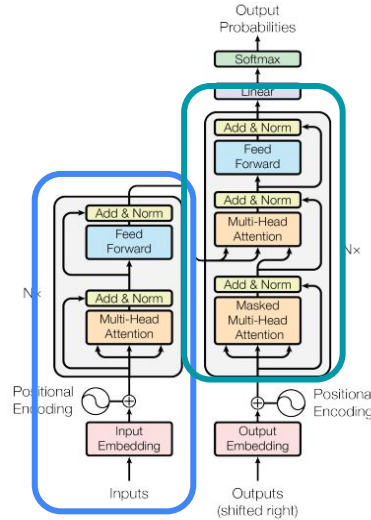 Output
Probabilities
Softmax
Linear
Add & Norm
Feed
Forward
Add & Norm
Multi-Head
Attention
Add & Norm
Masked
Multi-Head
Attention
N×
Add & Norm
Feed
Forward
N×
Add & Norm
Multi-Head
Attention
Positional
Encoding
Input
Embedding
Inputs
Positional
Encoding
Output
Embedding
Outputs
(shifted right)